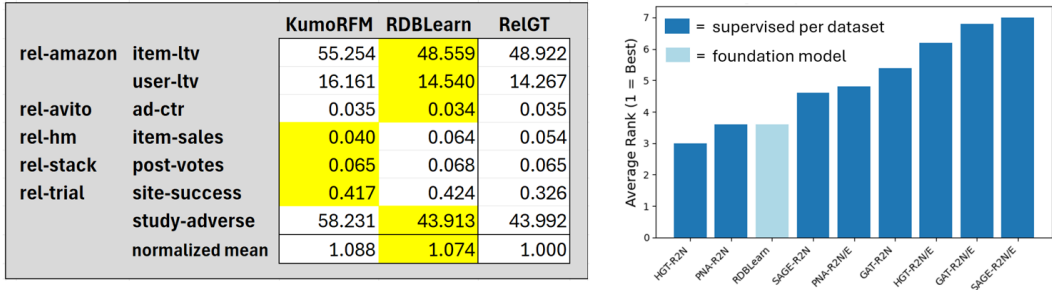 KumoRFM RDBLearn RelGT
rel-amazon item-ltv 55.254 48.559 48.922
user-ltv 16.161 14.540 14.267
rel-avito ad-ctr 0.035 0.034 0.035
rel-hm item-sales 0.040 0.064 0.054
rel-stack post-votes 0.065 0.068 0.065
rel-trial site-success 0.417 0.424 0.326
study-adverse 58.231 43.913 43.992
normalized mean 1.088 1.074 1.000
= supervised per dataset
= foundation model
Average Rank (1 = Best)
7
6
5
4
3
2
1
0
HGT-R2N
PNA-R2N
RDBLearn
SAGE-R2N
PNA-R2N/E
GAT-R2N
HGT-R2N/E
GAT-R2N/E
SAGE-R2N/E